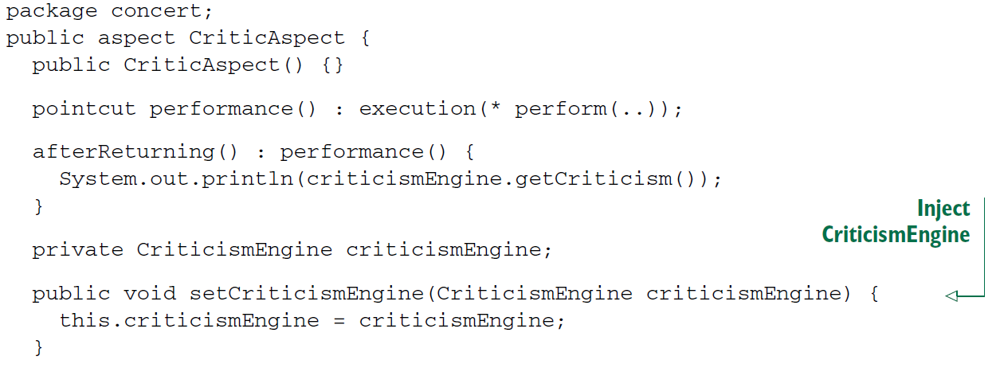 package concert;
public aspect CriticAspect {
  public CriticAspect() {}
  pointcut performance() : execution(* perform(..));
  afterReturning() : performance() {
    System.out.println(criticismEngine.getCriticism());
  }
Inject
CriticismEngine
  private CriticismEngine criticismEngine;
  public void setCriticismEngine(CriticismEngine criticismEngine) {
    this.criticismEngine = criticismEngine;
  }